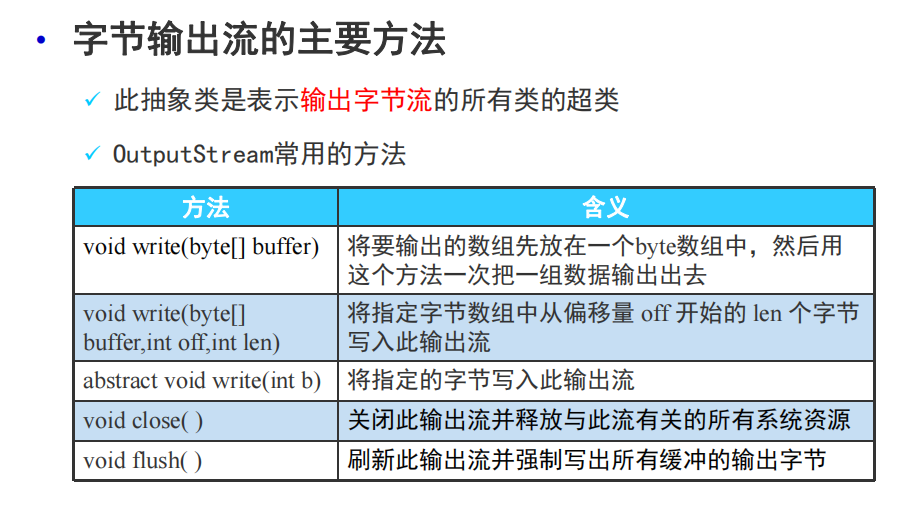 • 字节输出流的主要方法
✓ 此抽象类是表示输出字节流的所有类的超类
✓ OutputStream常用的方法
方法 含义
void write(byte[] buffer) 将要输出的数组先放在一个byte数组中，然后用
这个方法一次把一组数据输出出去
void write(byte[] 将指定字节数组中从偏移量 off 开始的 len 个字节
buffer,int off,int len) 写入此输出流
abstract void write(int b) 将指定的字节写入此输出流
void close( ) 关闭此输出流并释放与此流有关的所有系统资源
void flush( ) 刷新此输出流并强制写出所有缓冲的输出字节